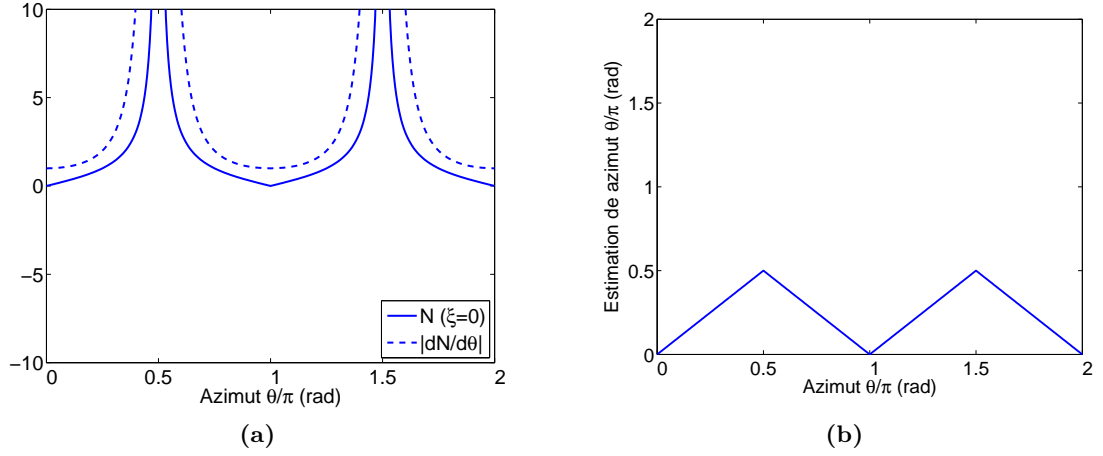 10
5
0
−5
−10
0
0.5
1
1.5
2
Azimut θ/π (rad)
N (ξ=0)
|dN/dθ|
(a)
2
1.5
1
0.5
0
0
0.5
1
1.5
2
Estimation de azimut θ/π (rad)
Azimut θ/π (rad)
(b)